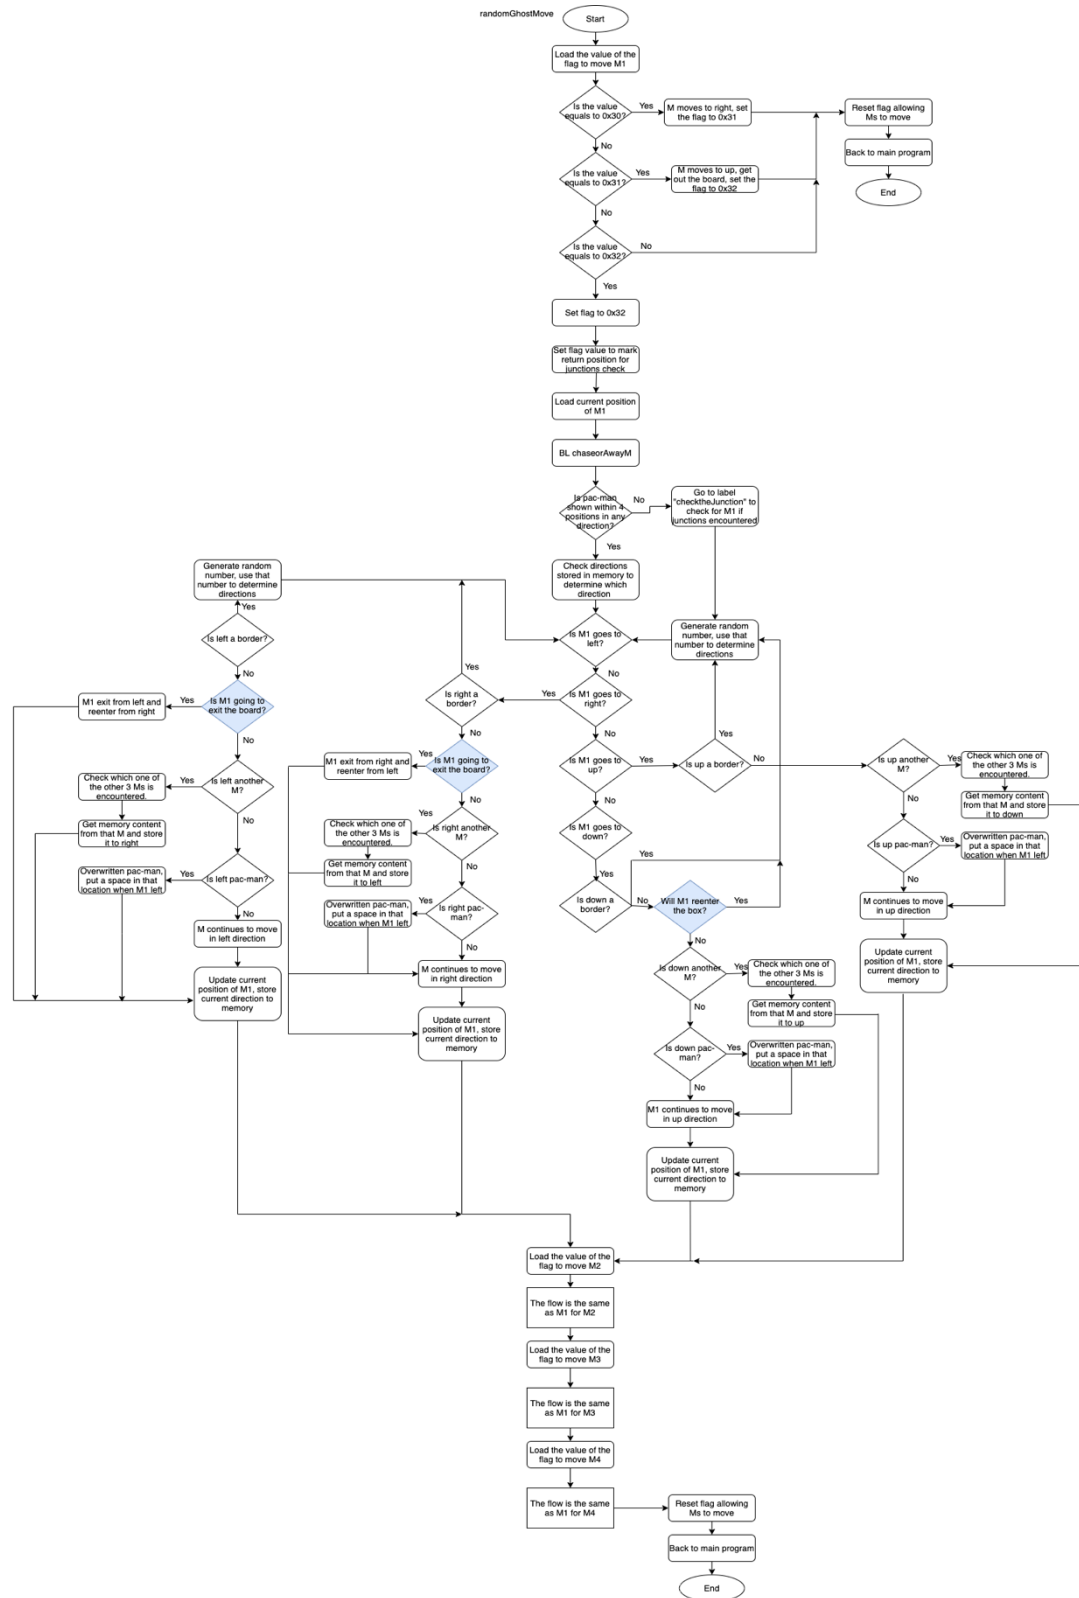 randomGhostMove
Start
Load the value of the
flag to move M1
Is the value
equals to 0x30?
Yes
M moves to right, set
the flag to 0x31
Reset flag allowing
Ms to move
No
Back to main program
Is the value
equals to 0x31?
Yes
M moves to up, get
out the board, set the
flag to 0x32
End
No
Is the value
equals to 0x32?
No
Yes
Set flag to 0x32
Set flag value to mark
return position for
junctions check
Load current position
of M1
BL chaseorAwayM
Is pac-man
shown within 4
positions in any
direction?
No
Go to label
"checktheJunction" to
check for M1 if
junctions encountered
Yes
Check directions
stored in memory to
determine which
direction
Generate random
number, use that
number to determine
directions
Yes
Is left a border?
Is M1 goes to
left?
Generate random
number, use that
number to determine
directions
No
Yes
No
Is M1 going to
exit the board?
Yes
M1 exit from left and
reenter from right
Is right a
border?
Yes
Is M1 goes to
right?
No
No
No
Yes
Is left another
M?
Yes
Check which one of
the other 3 Ms is
encountered.
Get memory content
from that M and store
it to right
M1 exit from right and
reenter from left
Yes
Is M1 going to
exit the board?
Is M1 goes to
up?
Yes
Is up a border?
No
Is up another
M?
Yes
Check which one of
the other 3 Ms is
encountered.
Get memory content
from that M and store
it to down
No
No
No
No
Check which one of
the other 3 Ms is
encountered.
Yes
Is right another
M?
Is M1 goes to
down?
Is up pac-man?
Yes
Overwritten pac-man,
put a space in that
location when M1 left
Get memory content
from that M and store
it to left
No
Yes
Yes
No
Overwritten pac-man,
put a space in that
location when M1 left
Yes
Is left pac-man?
Overwritten pac-man,
put a space in that
location when M1 left
Yes
Is right pac-
man?
Is down a
border?
No
Will M1 reenter
the box?
Yes
M continues to move
in up direction
No
M continues to move
in left direction
No
No
Update current
position of M1, store
current direction to
memory
M continues to move
in right direction
Is down another
M?
Yes
Check which one of
the other 3 Ms is
encountered.
Get memory content
from that M and store
it to up
Update current
position of M1, store
current direction to
memory
No
Update current
position of M1, store
current direction to
memory
Is down pac-
man?
Yes
Overwritten pac-man,
put a space in that
location when M1 left
No
M1 continues to move
in up direction
Update current
position of M1, store
current direction to
memory
Load the value of the
flag to move M2
The flow is the same
as M1 for M2
Load the value of the
flag to move M3
The flow is the same
as M1 for M3
Load the value of the
flag to move M4
The flow is the same
as M1 for M4
Reset flag allowing
Ms to move
Back to main program
End